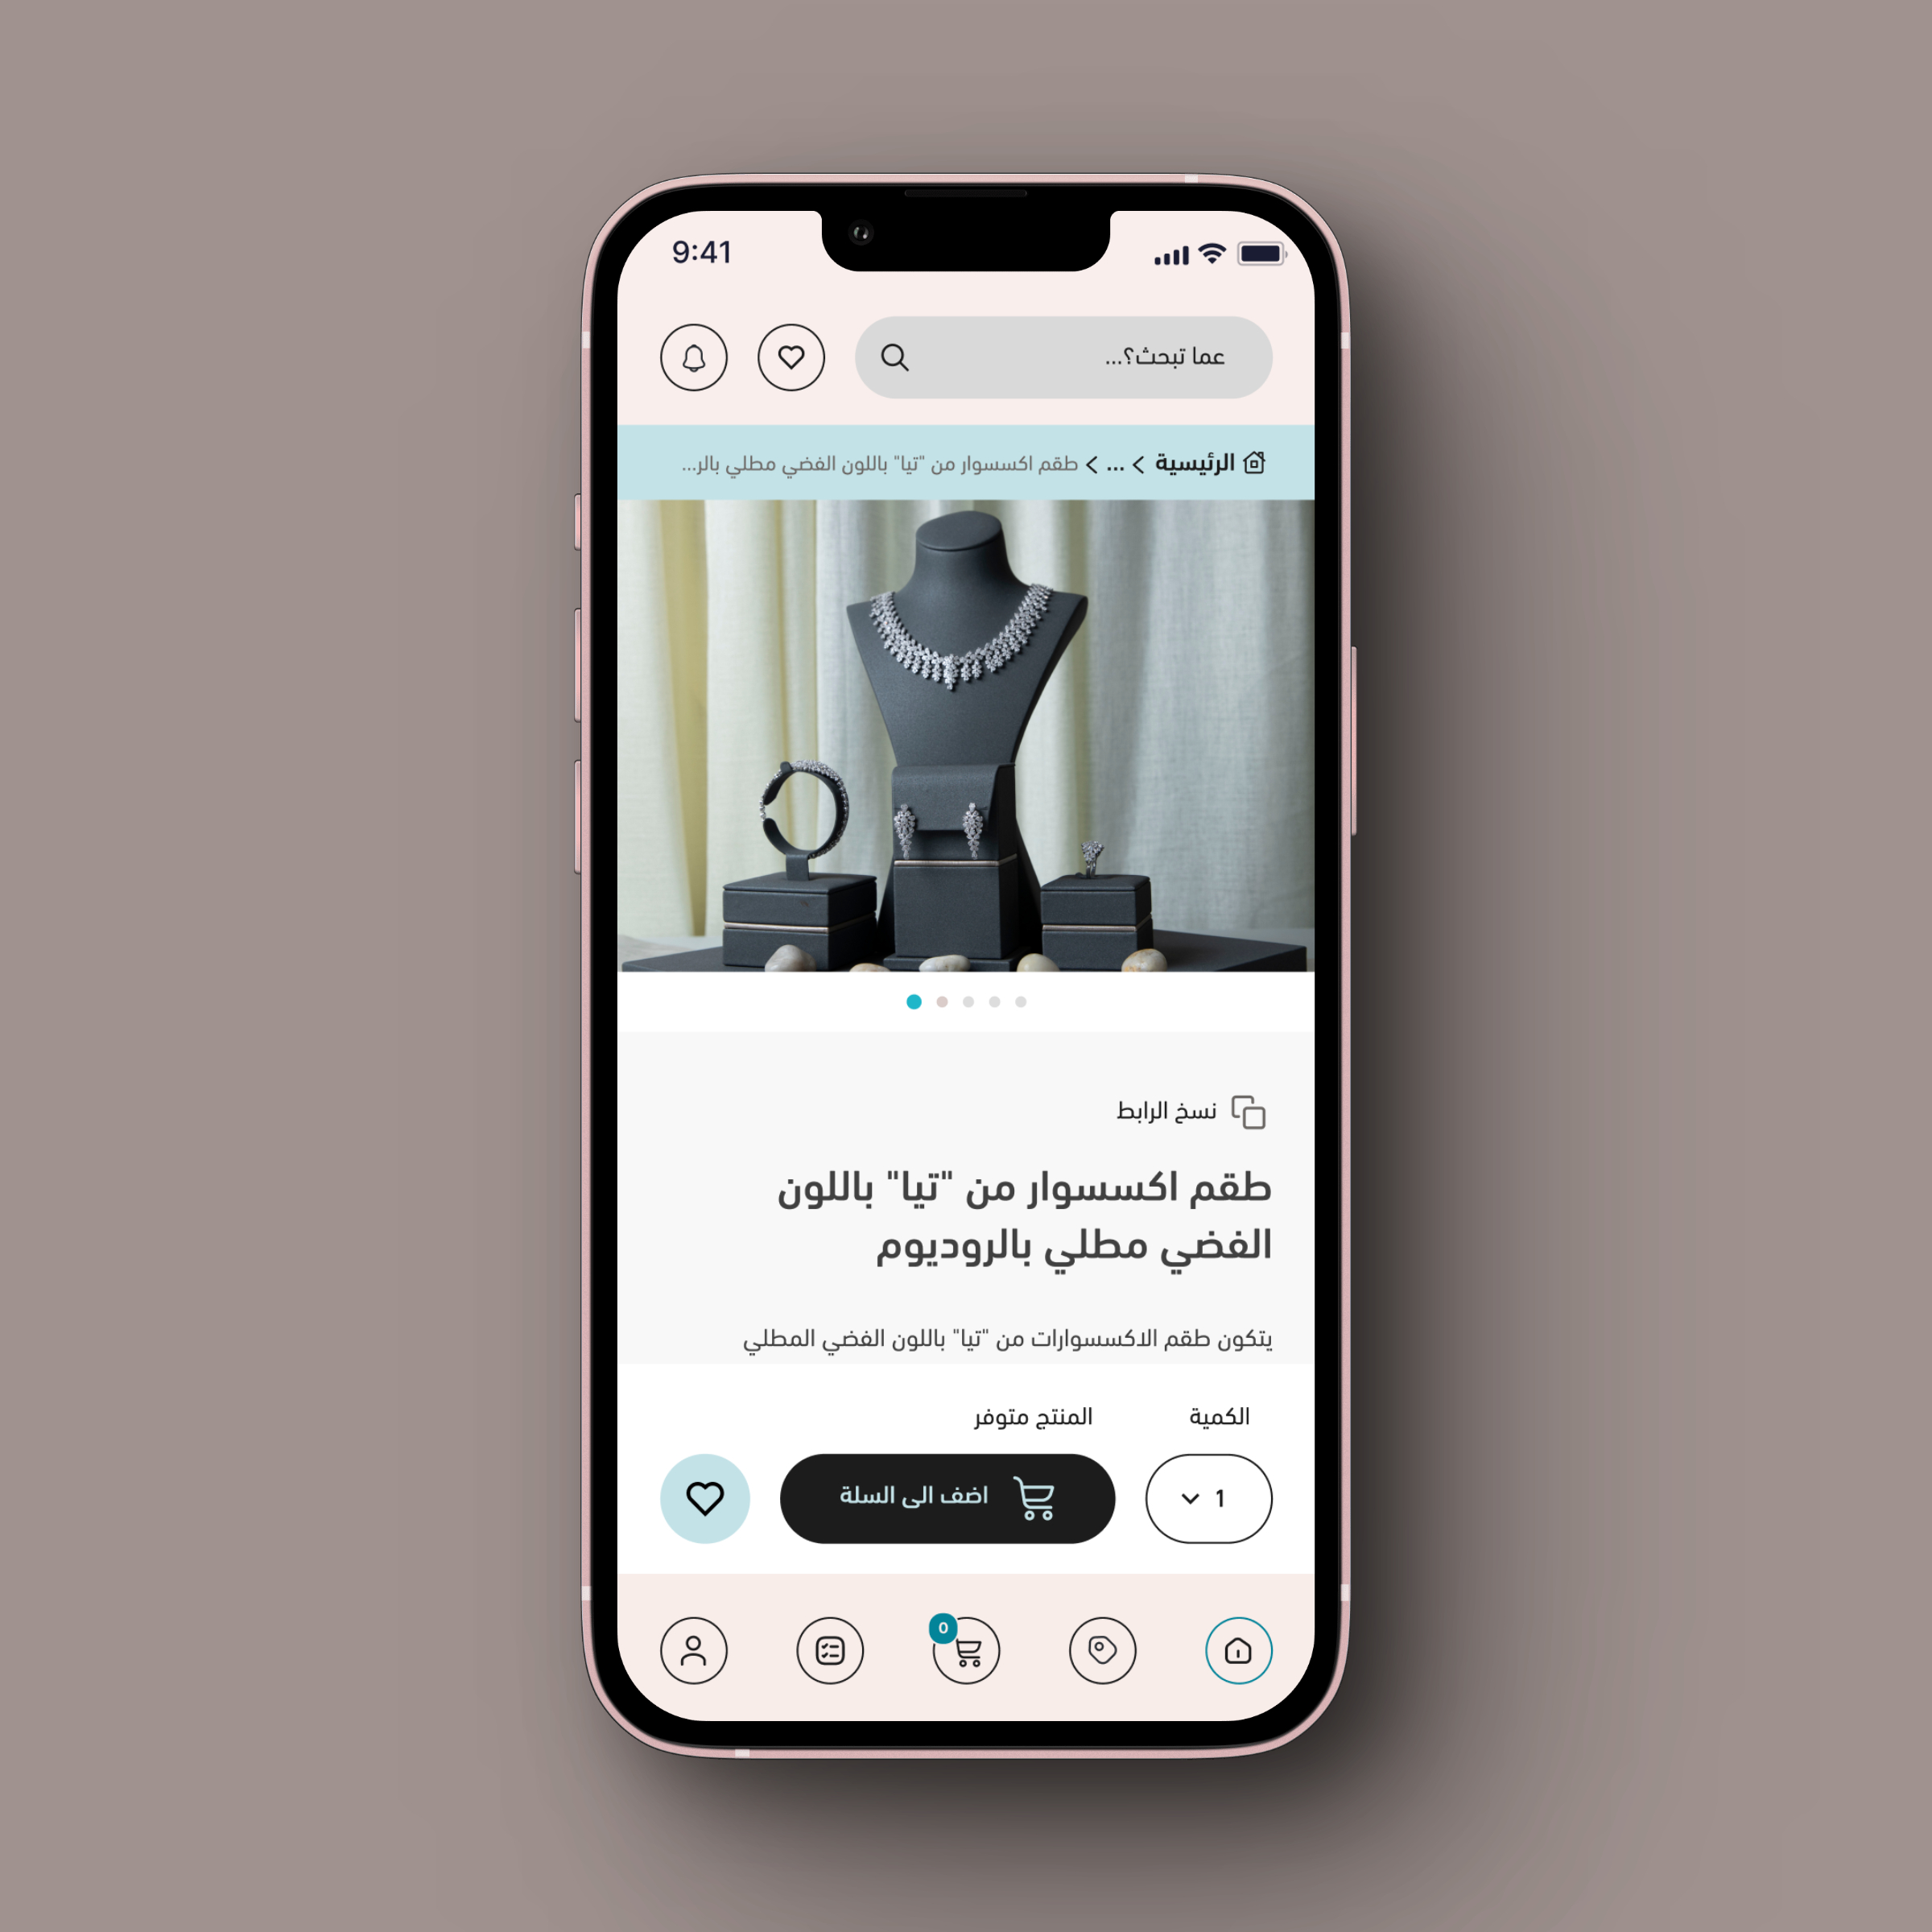 9:41
عما تبحث؟...
الرئيسية > ... > طقم اكسسوار من "تيا" باللون الفضي مطلي بالر...
نسخ الرابط
طقم اكسسوار من "تيا" باللون
الفضي مطلي بالروديوم
يتكون طقم الاكسسوارات من "تيا" باللون الفضي المطلي
الكمية
المنتج متوفر
1
اضف الى السلة
0